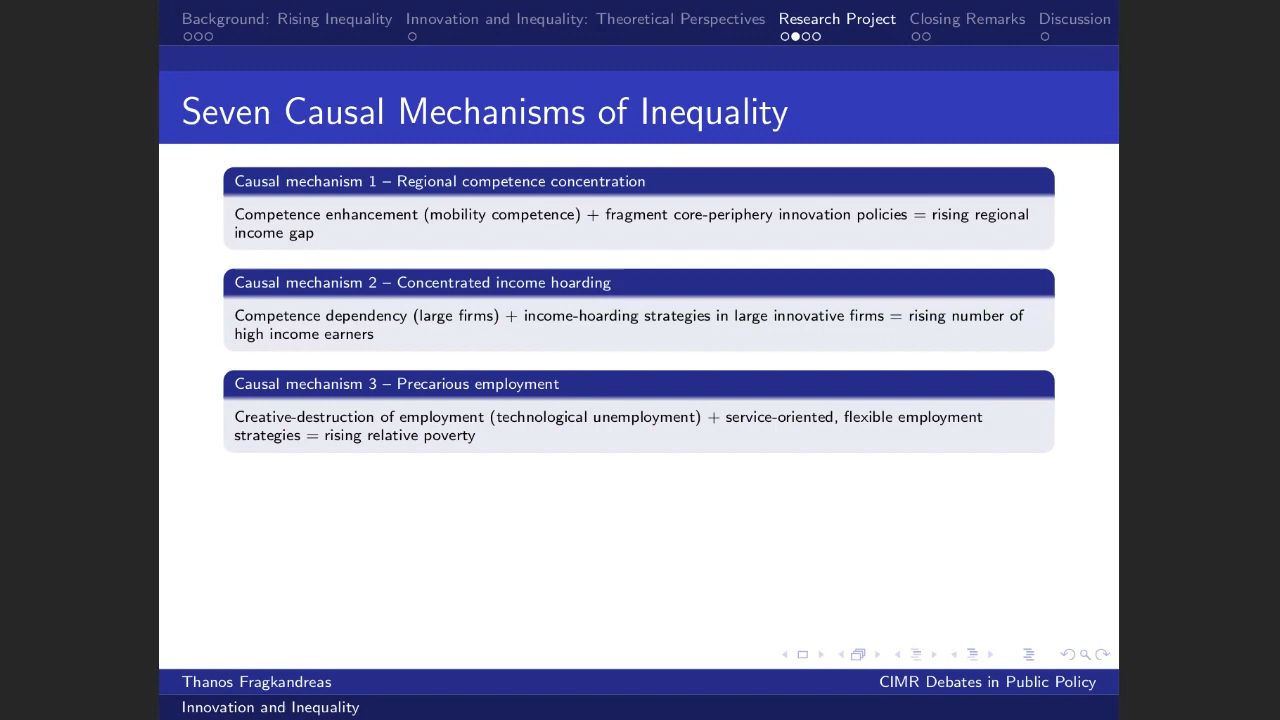 Background: Rising Inequality Innovation and Inequality: Theoretical Perspectives Research Project Closing Remarks Discussion
Seven Causal Mechanisms of Inequality
Causal mechanism 1 – Regional competence concentration
Competence enhancement (mobility competence) + fragment core-periphery innovation policies = rising regional
income gap
Causal mechanism 2 – Concentrated income hoarding
Competence dependency (large firms) + income-hoarding strategies in large innovative firms = rising number of
high income earners
Causal mechanism 3 – Precarious employment
Creative-destruction of employment (technological unemployment) + service-oriented, flexible employment
strategies = rising relative poverty
Thanos Fragkandreas CIMR Debates in Public Policy
Innovation and Inequality